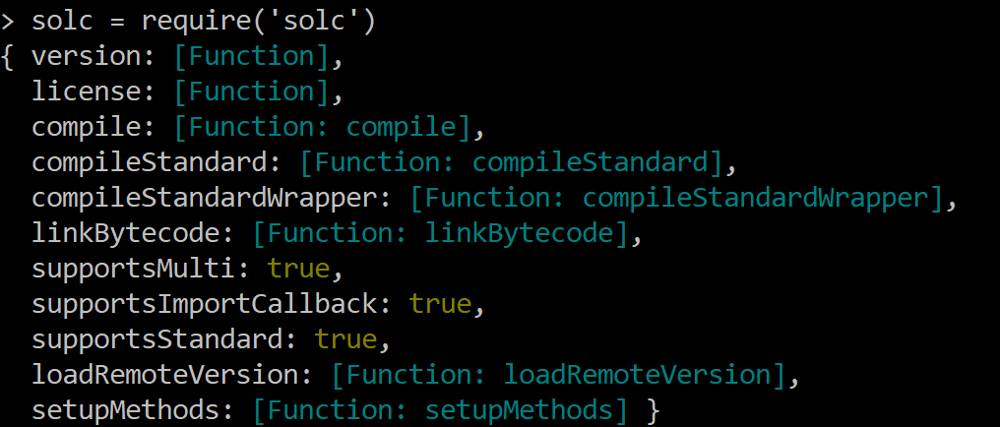 > solc = require('solc')
{ version: [Function],
  license: [Function],
  compile: [Function: compile],
  compileStandard: [Function: compileStandard],
  compileStandardWrapper: [Function: compileStandardWrapper],
  linkBytecode: [Function: linkBytecode],
  supportsMulti: true,
  supportsImportCallback: true,
  supportsStandard: true,
  loadRemoteVersion: [Function: loadRemoteVersion],
  setupMethods: [Function: setupMethods] }